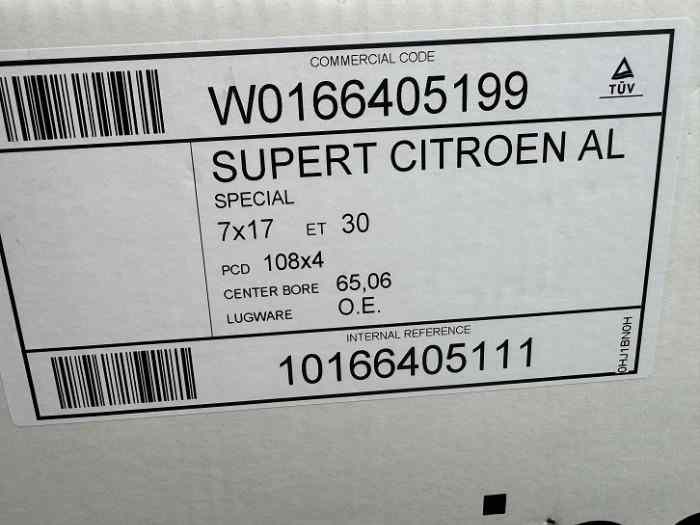 COMMERCIAL CODE
W0166405199
TÜV
SUPERT CITROEN AL
SPECIAL
7x17 ET 30
PCD 108x4
CENTER BORE 65,06
LUGWARE O.E.
INTERNAL REFERENCE
10166405111
0HJ1BN0H